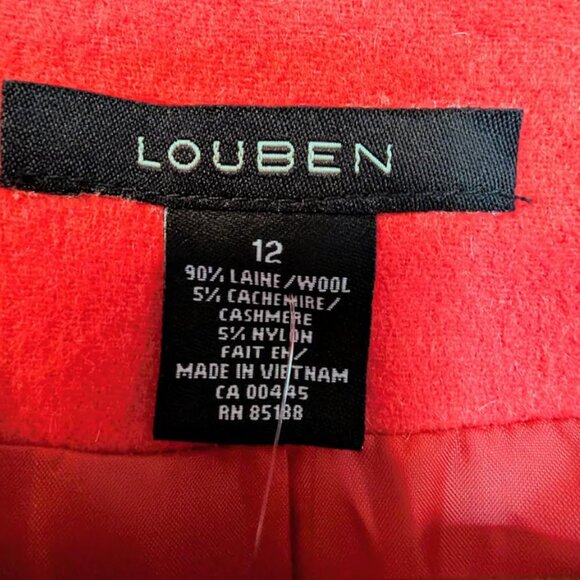 LOUBEN
12
90% LAINE/WOOL
5% CACHEMIRE/
CASHMERE
5% NYLON
FAIT EN/
MADE IN VIETNAM
CA 00445
RN 85188